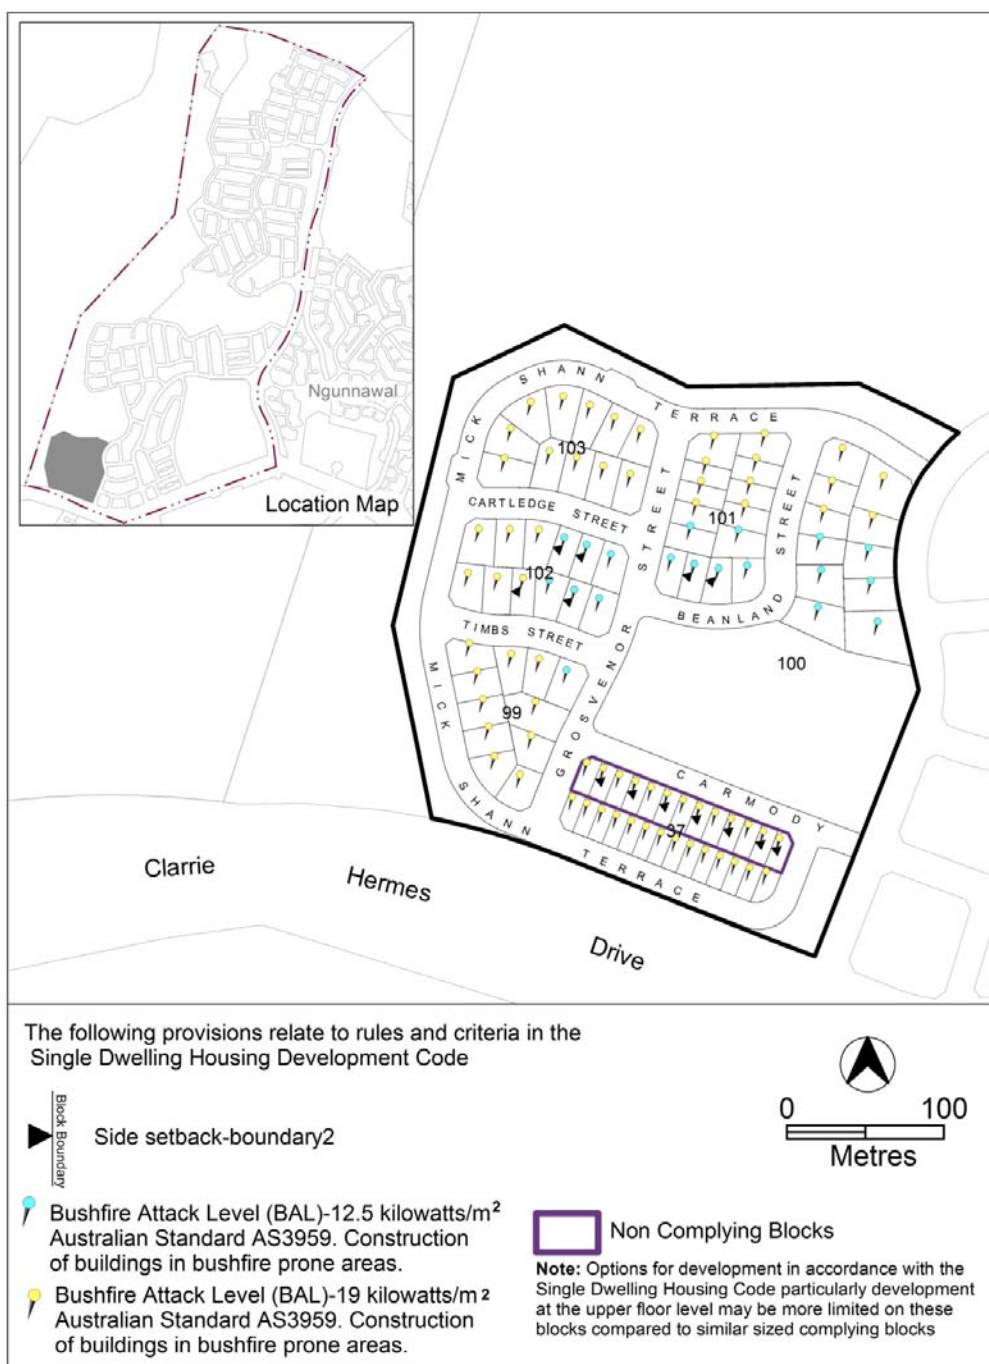 Ngunnawal
Location Map
MICK SHANN TERRACE
103
CARTLEDGE STREET
101
STREET
102
BEANLAND STREET
TIMBS STREET
100
GROSVENOR
99
MICK SHANN TERRACE
CARMODY
37
Clarrie Hermes Drive
The following provisions relate to rules and criteria in the
Single Dwelling Housing Development Code
Block Boundary
Side setback-boundary2
Bushfire Attack Level (BAL)-12.5 kilowatts/m²
Australian Standard AS3959. Construction
of buildings in bushfire prone areas.
Bushfire Attack Level (BAL)-19 kilowatts/m²
Australian Standard AS3959. Construction
of buildings in bushfire prone areas.
0 100
Metres
Non Complying Blocks
Note: Options for development in accordance with the
Single Dwelling Housing Code particularly development
at the upper floor level may be more limited on these
blocks compared to similar sized complying blocks